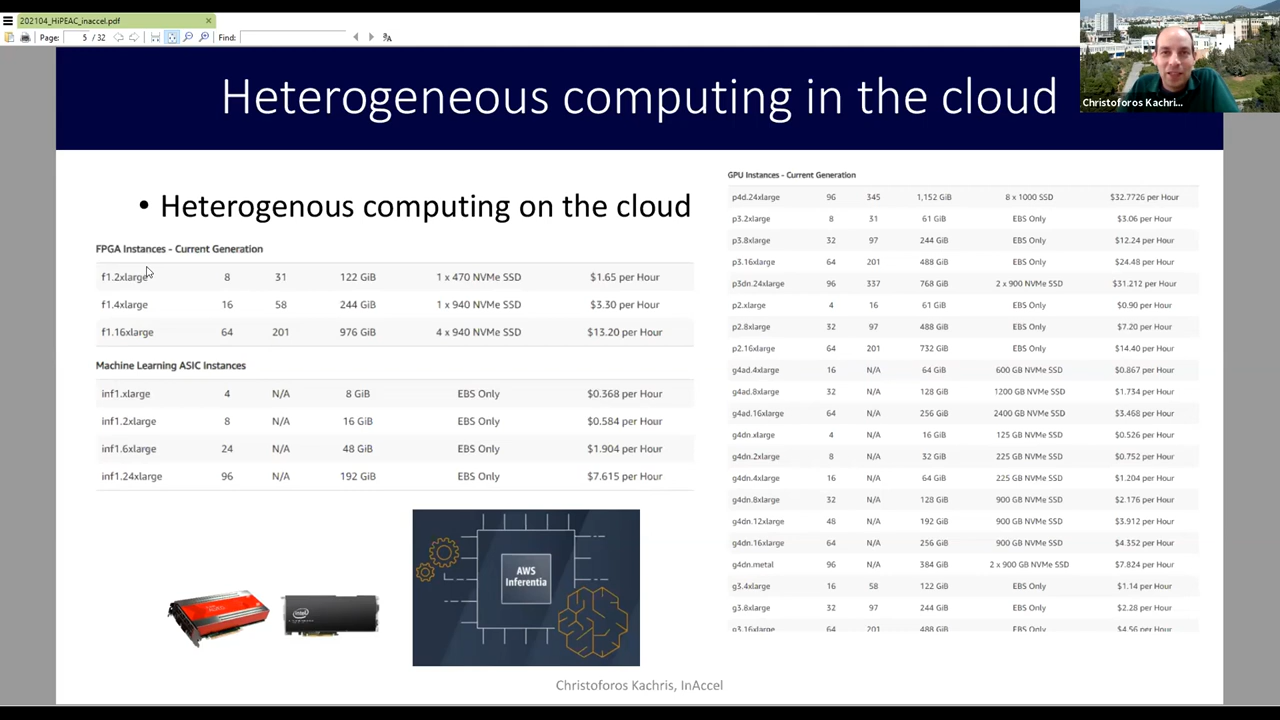 202104_HiPEAC_inaccel.pdf
Page: 5 / 32 Find:
Christoforos Kachri...
Heterogeneous computing in the cloud
• Heterogenous computing on the cloud
FPGA Instances - Current Generation
f1.2xlarge 8 31 122 GiB 1 x 470 NVMe SSD $1.65 per Hour
f1.4xlarge 16 58 244 GiB 1 x 940 NVMe SSD $3.30 per Hour
f1.16xlarge 64 201 976 GiB 4 x 940 NVMe SSD $13.20 per Hour
Machine Learning ASIC Instances
inf1.xlarge 4 N/A 8 GiB EBS Only $0.368 per Hour
inf1.2xlarge 8 N/A 16 GiB EBS Only $0.584 per Hour
inf1.6xlarge 24 N/A 48 GiB EBS Only $1.904 per Hour
inf1.24xlarge 96 N/A 192 GiB EBS Only $7.615 per Hour
GPU Instances - Current Generation
p4d.24xlarge 96 345 1,152 GiB 8 x 1000 SSD $32.7726 per Hour
p3.2xlarge 8 31 61 GiB EBS Only $3.06 per Hour
p3.8xlarge 32 97 244 GiB EBS Only $12.24 per Hour
p3.16xlarge 64 201 488 GiB EBS Only $24.48 per Hour
p3dn.24xlarge 96 337 768 GiB 2 x 900 NVMe SSD $31.212 per Hour
p2.xlarge 4 16 61 GiB EBS Only $0.90 per Hour
p2.8xlarge 32 97 488 GiB EBS Only $7.20 per Hour
p2.16xlarge 64 201 732 GiB EBS Only $14.40 per Hour
g4ad.4xlarge 16 N/A 64 GiB 600 GB NVMe SSD $0.867 per Hour
g4ad.8xlarge 32 N/A 128 GiB 1200 GB NVMe SSD $1.734 per Hour
g4ad.16xlarge 64 N/A 256 GiB 2400 GB NVMe SSD $3.468 per Hour
g4dn.xlarge 4 N/A 16 GiB 125 GB NVMe SSD $0.526 per Hour
g4dn.2xlarge 8 N/A 32 GiB 225 GB NVMe SSD $0.752 per Hour
g4dn.4xlarge 16 N/A 64 GiB 225 GB NVMe SSD $1.204 per Hour
g4dn.8xlarge 32 N/A 128 GiB 900 GB NVMe SSD $2.176 per Hour
g4dn.12xlarge 48 N/A 192 GiB 900 GB NVMe SSD $3.912 per Hour
g4dn.16xlarge 64 N/A 256 GiB 900 GB NVMe SSD $4.352 per Hour
g4dn.metal 96 N/A 384 GiB 2 x 900 GB NVMe SSD $7.824 per Hour
g3.4xlarge 16 58 122 GiB EBS Only $1.14 per Hour
g3.8xlarge 32 97 244 GiB EBS Only $2.28 per Hour
g3.16xlarge 64 201 488 GiB EBS Only $4.56 per Hour
AWS
Inferentia
intel
Christoforos Kachris, InAccel